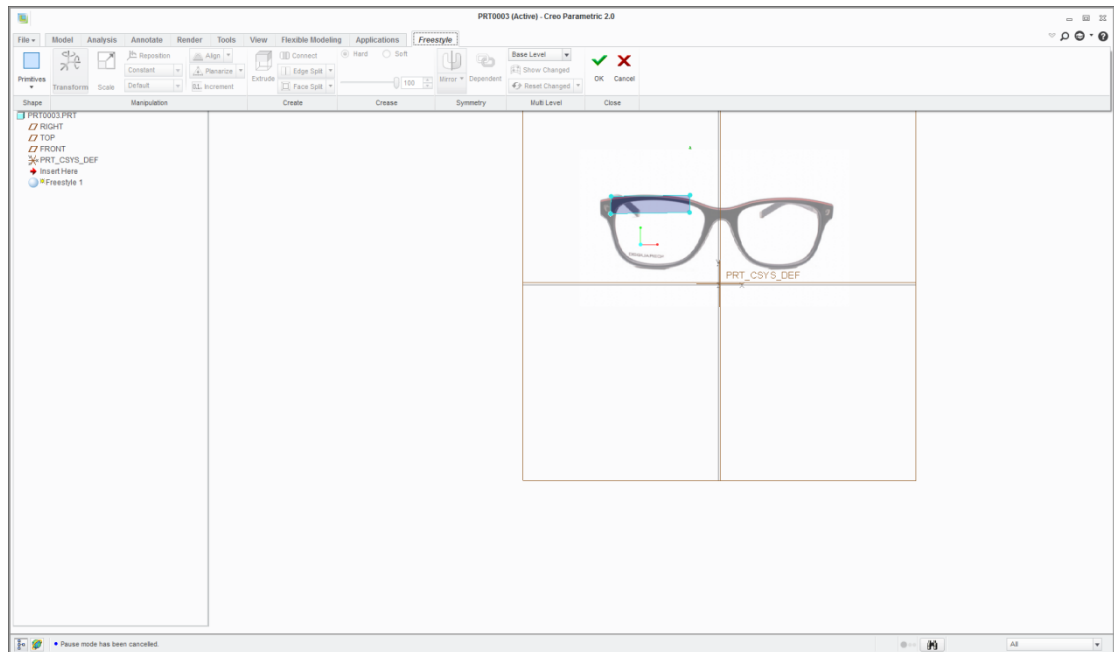 PRT0003 (Active) - Creo Parametric 2.0
File Model Analysis Annotate Render Tools View Flexible Modeling Applications Freestyle
Primitives
Transform
Scale
Reposition
Constant
Default
Align
Planarize
Increment
Extrude
Connect
Edge Split
Face Split
Hard Soft
100
Mirror
Dependent
Base Level
Show Changed
Reset Changed
OK Cancel
Shape Manipulation Create Crease Symmetry Multi Level Close
PRT0003.PRT
RIGHT
TOP
FRONT
PRT_CSYS_DEF
Insert Here
Freestyle 1
Y
PRT_CSYS_DEF
X
Pause mode has been cancelled.
All